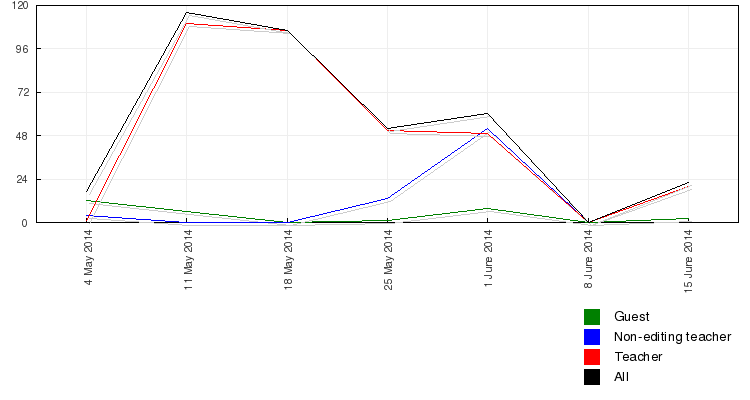 120
96
72
48
24
0
4 May 2014
11 May 2014
18 May 2014
25 May 2014
1 June 2014
8 June 2014
15 June 2014
Guest
Non-editing teacher
Teacher
All